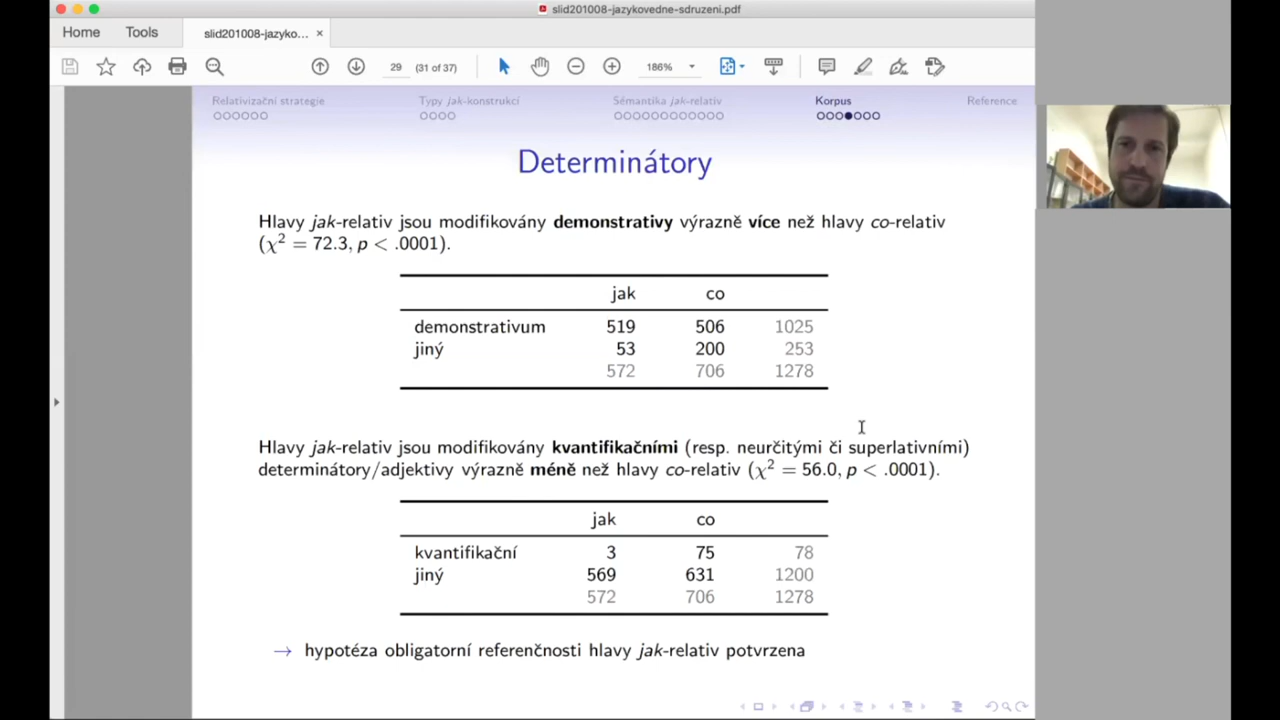 slid201008-jazykovedne-sdruzeni.pdf
Home Tools slid201008-jazyko... ×
29 (31 of 37) 186%
Relativizační strategie Typy jak-konstrukcí Sémantika jak-relativ Korpus Reference
Determinátory
Hlavy jak-relativ jsou modifikovány demonstrativy výrazně více než hlavy co-relativ
(χ² = 72.3, p < .0001).
jak co
demonstrativum 519 506 1025
jiný 53 200 253
572 706 1278
Hlavy jak-relativ jsou modifikovány kvantifikačními (resp. neurčitými či superlativními)
determinátory/adjektivy výrazně méně než hlavy co-relativ (χ² = 56.0, p < .0001).
jak co
kvantifikační 3 75 78
jiný 569 631 1200
572 706 1278
→ hypotéza obligatorní referenčnosti hlavy jak-relativ potvrzena